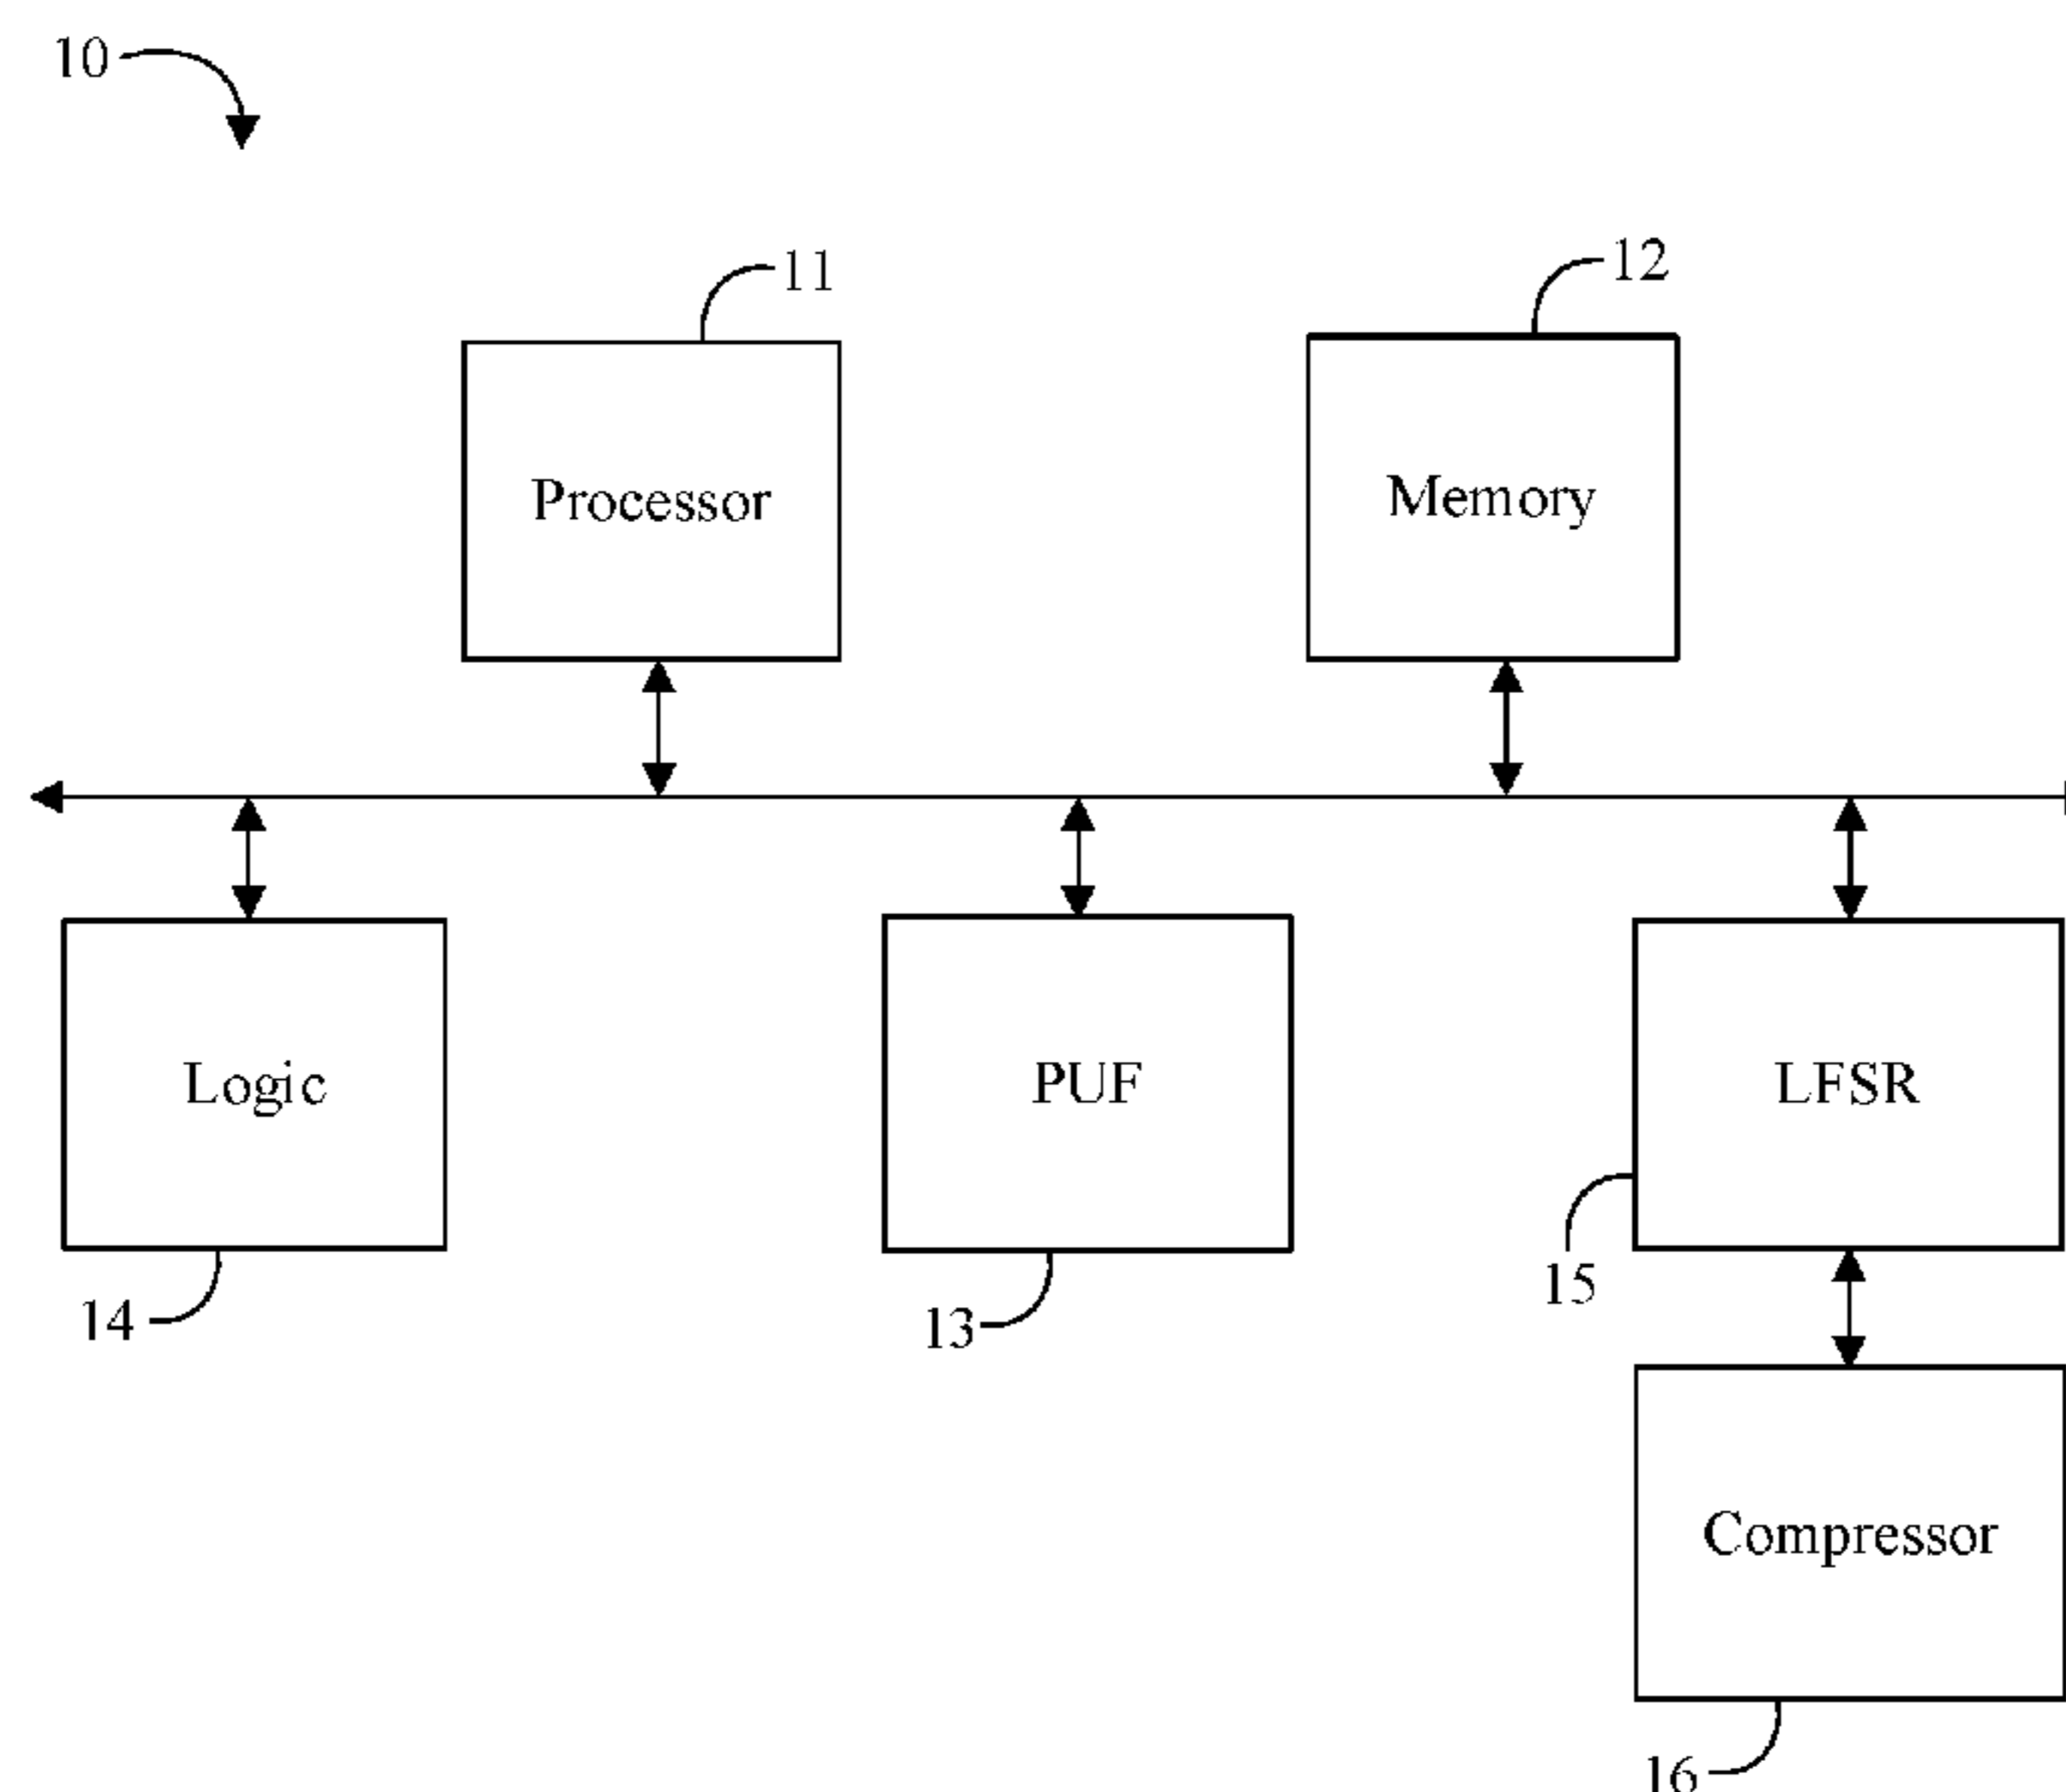 10
11
12
Processor
Memory
Logic
PUF
LFSR
15
14
13
Compressor
16